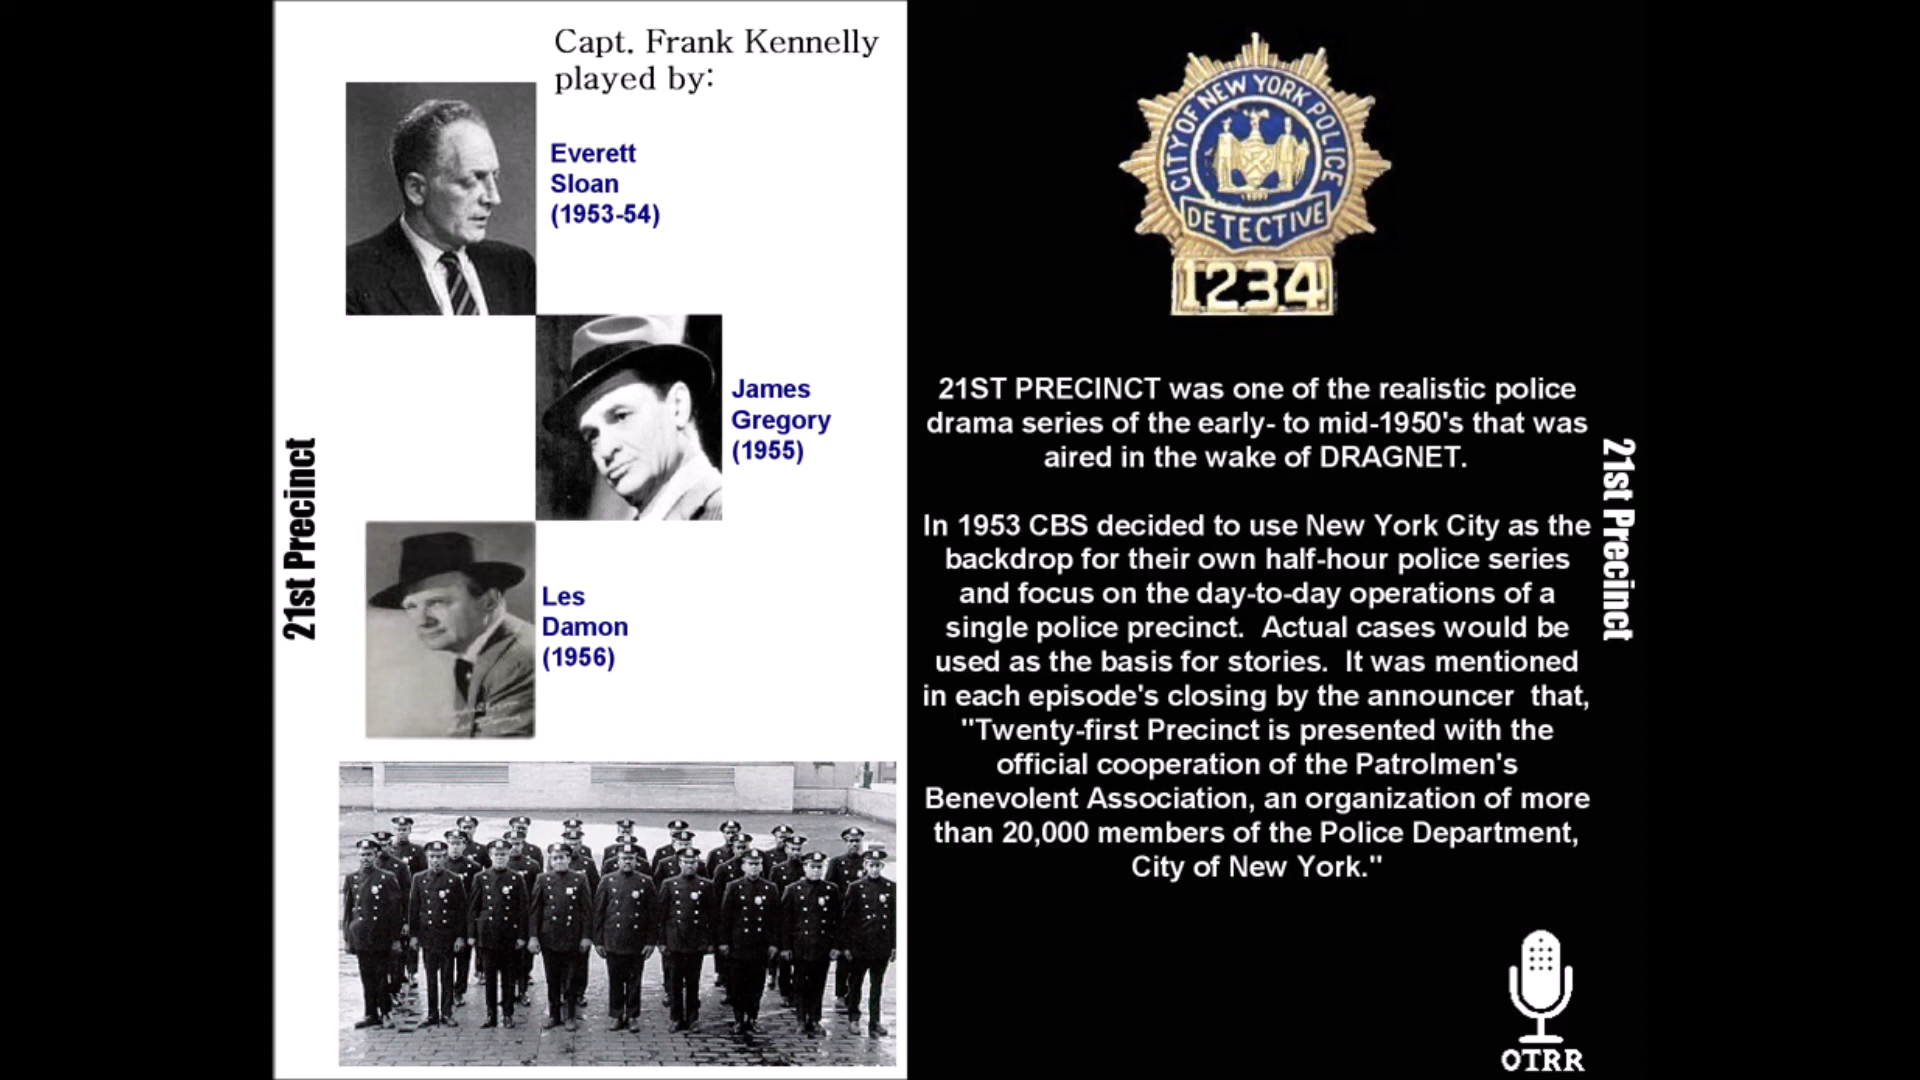 21st Precinct
Capt. Frank Kennelly
played by:
Everett
Sloan
(1953-54)
James
Gregory
(1955)
Les
Damon
(1956)
CITY OF NEW YORK POLICE
DETECTIVE
1234
21ST PRECINCT was one of the realistic police
drama series of the early- to mid-1950's that was
aired in the wake of DRAGNET.
In 1953 CBS decided to use New York City as the
backdrop for their own half-hour police series
and focus on the day-to-day operations of a
single police precinct.  Actual cases would be
used as the basis for stories.  It was mentioned
in each episode's closing by the announcer  that,
"Twenty-first Precinct is presented with the
official cooperation of the Patrolmen's
Benevolent Association, an organization of more
than 20,000 members of the Police Department,
City of New York."
21st Precinct
OTRR